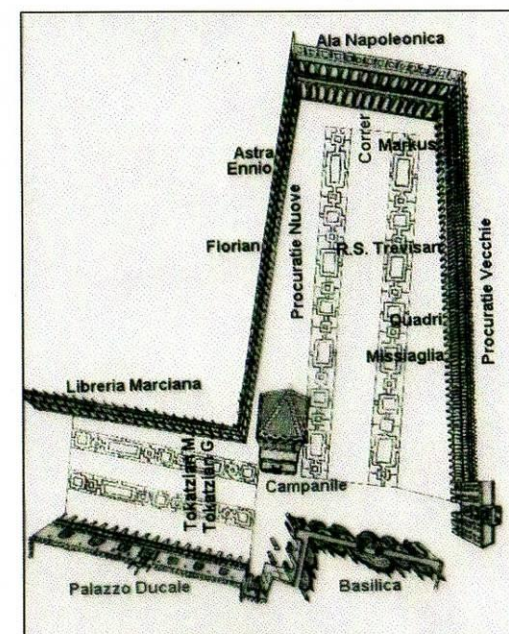 Ala Napoleonica
Correr
Markus
Astra
Ennio
Procuratie Nuove
Florian
R.S. Trevisan
Procuratie Vecchie
Quadri
Missiaglia
Libreria Marciana
Tokatzian M.
Tokatzian G.
Campanile
Palazzo Ducale
Basilica